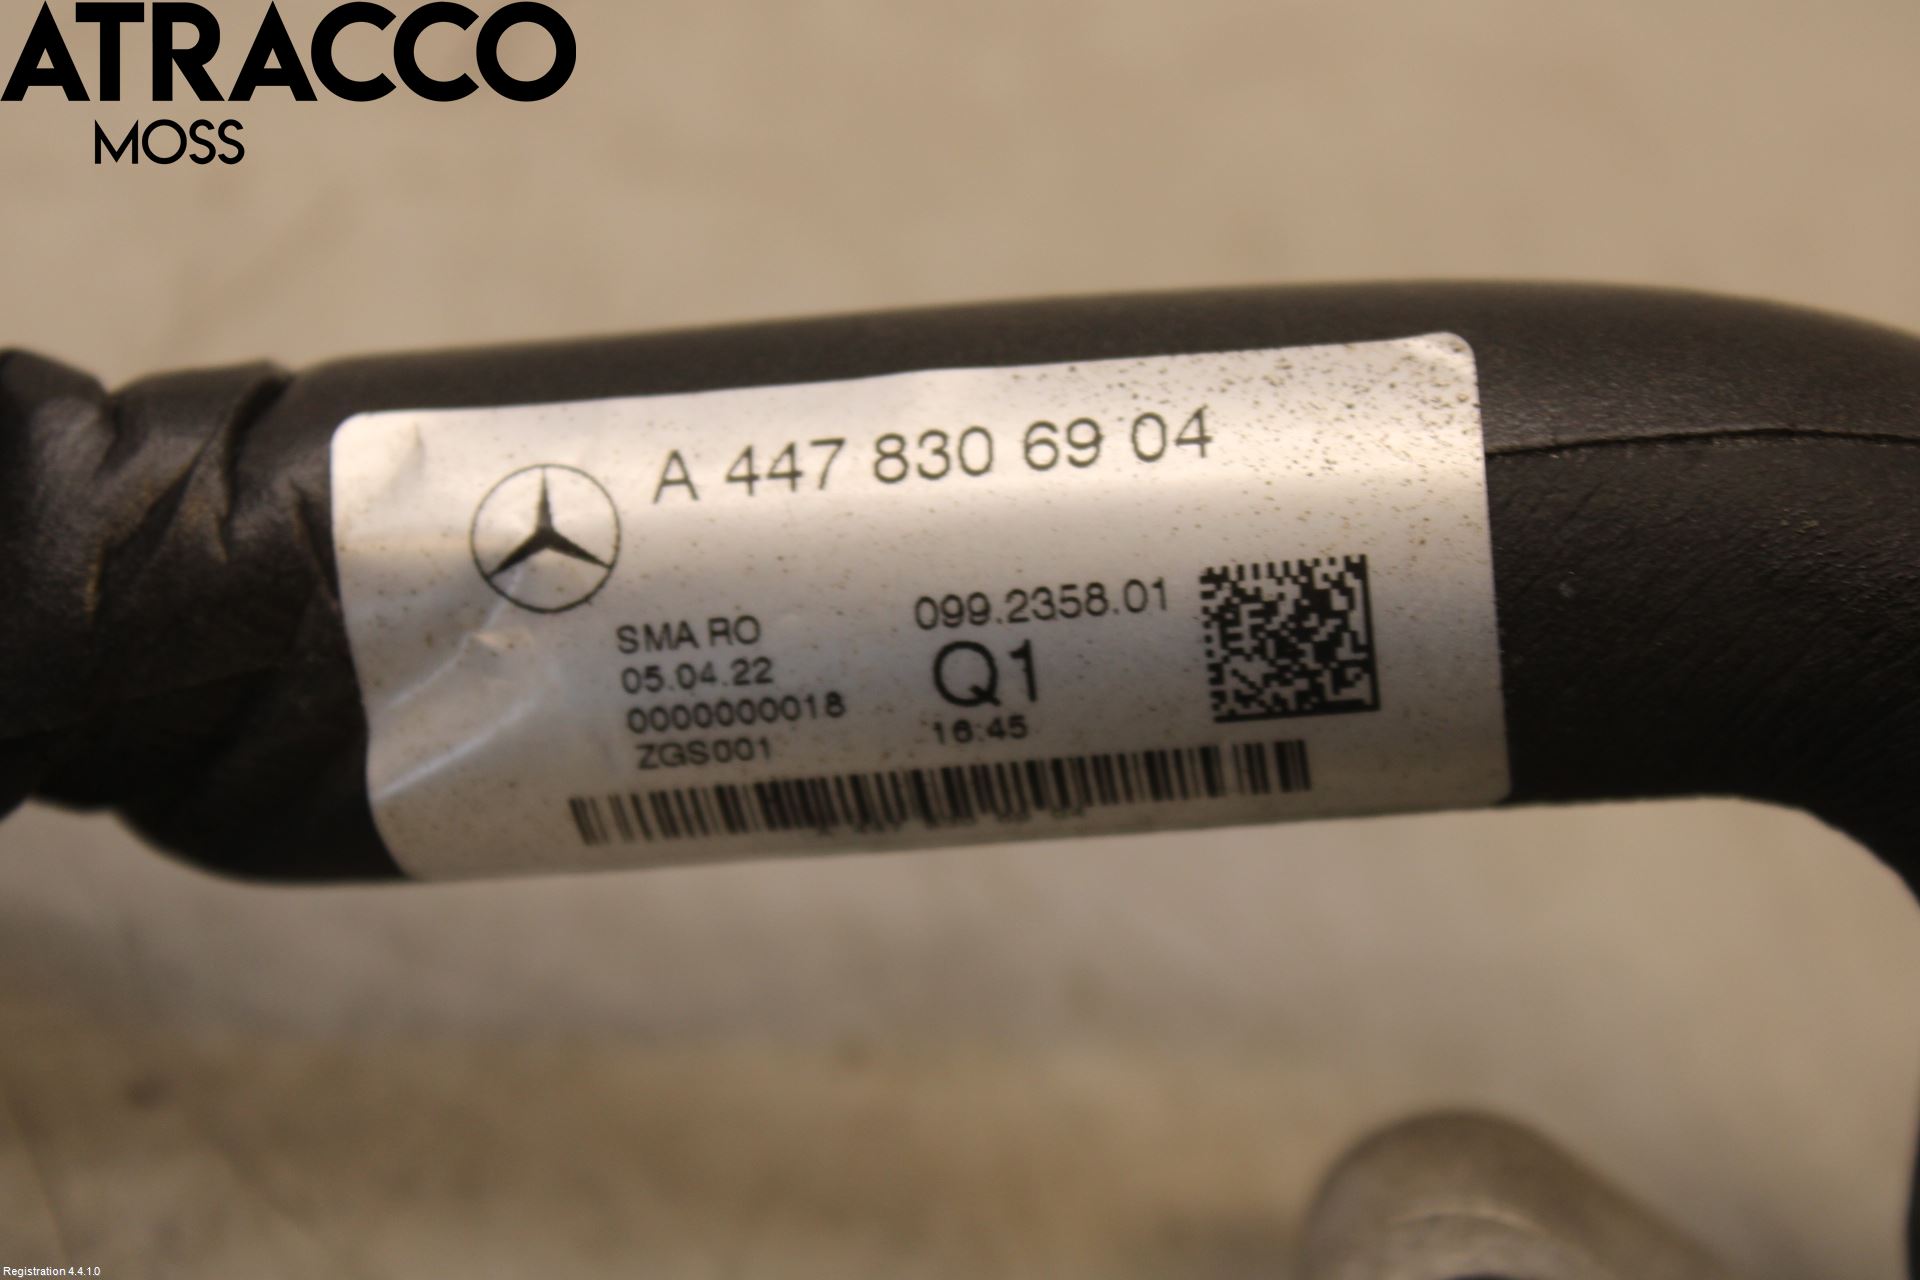 ATRACCO
MOSS
A 447 830 69 04
SMA RO
05.04.22
0000000018
ZGS001
099.2358.01
Q1
16:45
Registration 4.4.1.0